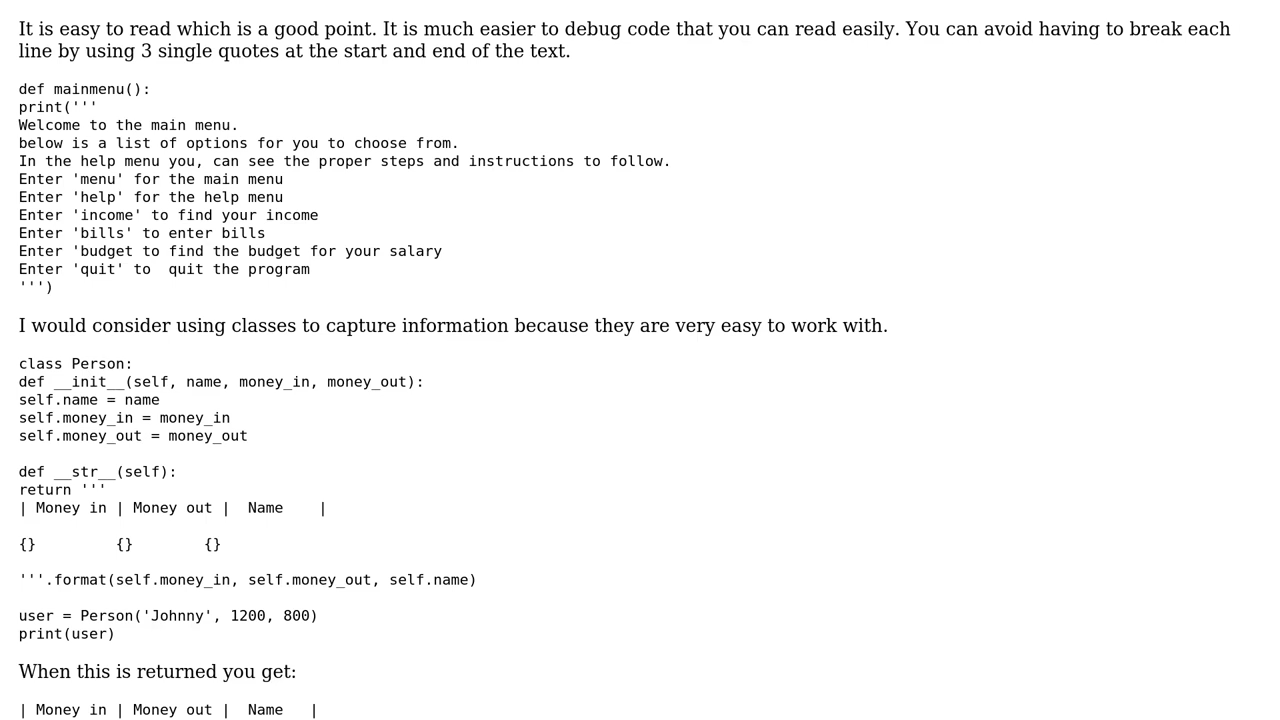 It is easy to read which is a good point. It is much easier to debug code that you can read easily. You can avoid having to break each
line by using 3 single quotes at the start and end of the text.
def mainmenu():
print('''
Welcome to the main menu.
below is a list of options for you to choose from.
In the help menu you, can see the proper steps and instructions to follow.
Enter 'menu' for the main menu
Enter 'help' for the help menu
Enter 'income' to find your income
Enter 'bills' to enter bills
Enter 'budget to find the budget for your salary
Enter 'quit' to  quit the program
''')
I would consider using classes to capture information because they are very easy to work with.
class Person:
def __init__(self, name, money_in, money_out):
self.name = name
self.money_in = money_in
self.money_out = money_out
def __str__(self):
return '''
| Money in | Money out |  Name    |
{}         {}        {}
'''.format(self.money_in, self.money_out, self.name)
user = Person('Johnny', 1200, 800)
print(user)
When this is returned you get:
| Money in | Money out |  Name   |